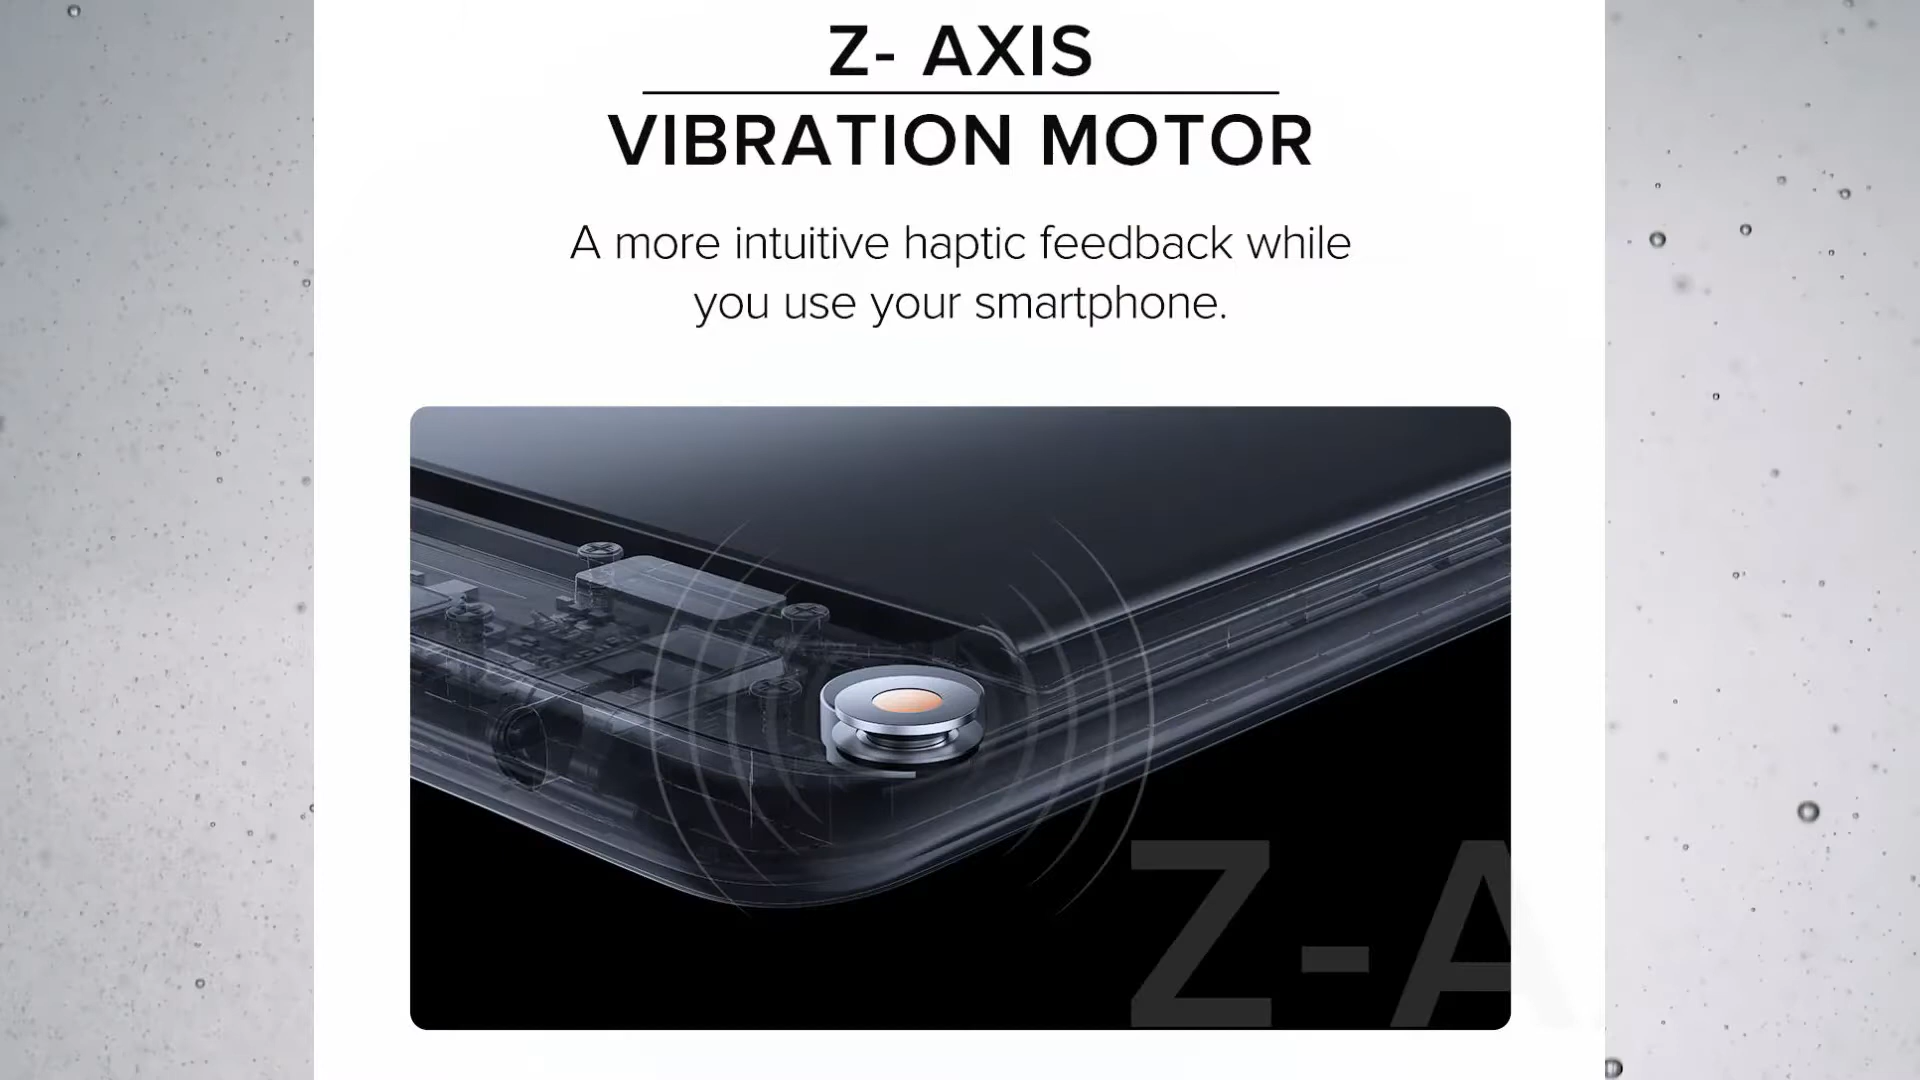 Z- AXIS
VIBRATION MOTOR
A more intuitive haptic feedback while
you use your smartphone.
Z-A